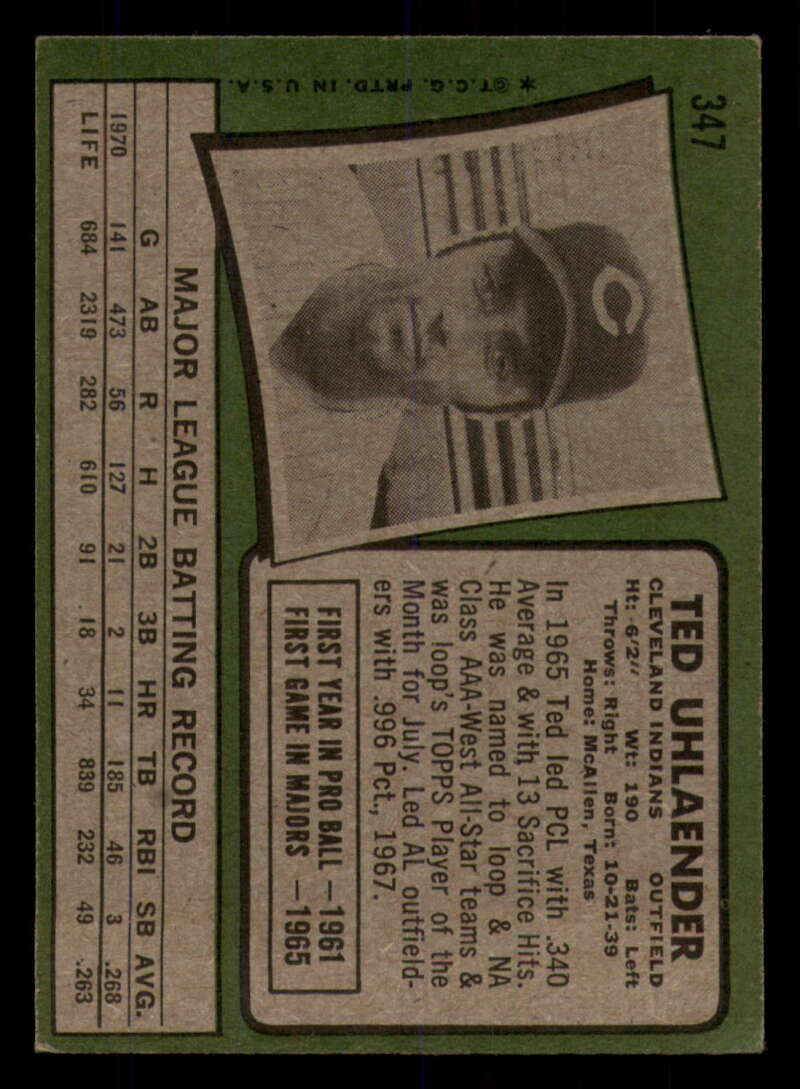 347
✶ ©T.C.G. PRTD. IN U.S.A.
C
TED UHLAENDER
CLEVELAND INDIANS OUTFIELD
Ht: 6'2" Wt: 190 Bats: Left
Throws: Right Born: 10-21-39
Home: McAllen, Texas
In 1965 Ted led PCL with .340
Average & with 13 Sacrifice Hits.
He was named to loop & NA
Class AAA-West All-Star teams &
was loop's TOPPS Player of the
Month for July. Led AL outfield-
ers with .996 Pct., 1967.
FIRST YEAR IN PRO BALL —1961
FIRST GAME IN MAJORS —1965
MAJOR LEAGUE BATTING RECORD
G AB R H 2B 3B HR TB RBI SB AVG.
1970 141 473 56 127 21 2 11 185 46 3 .268
LIFE 684 2319 282 610 91 18 34 839 232 49 .263